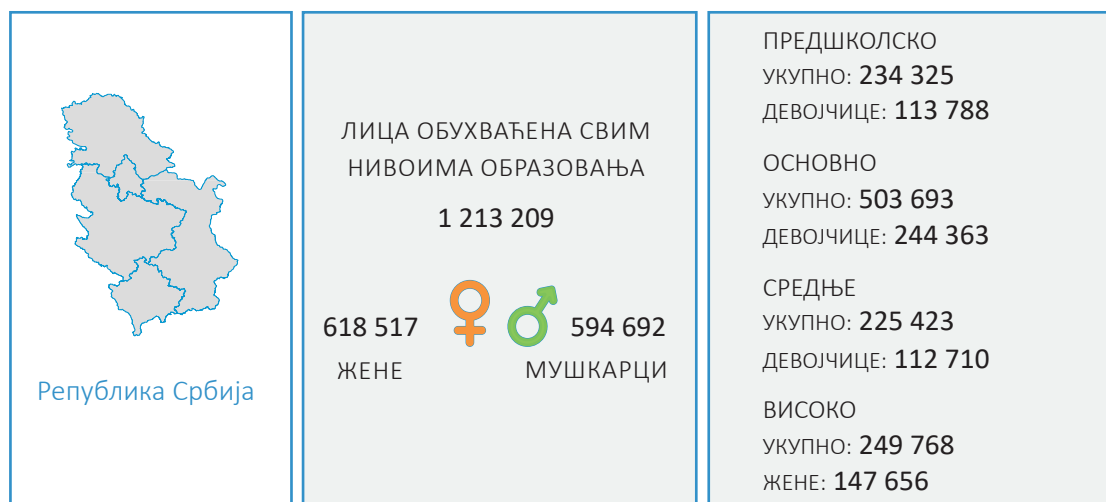 Република Србија
ЛИЦА ОБУХВАЋЕНА СВИМ
НИВОИМА ОБРАЗОВАЊА
1 213 209
618 517
594 692
ЖЕНЕ
МУШКАРЦИ
ПРЕДШКОЛСКО
УКУПНО: 234 325
ДЕВОЈЧИЦЕ: 113 788
ОСНОВНО
УКУПНО: 503 693
ДЕВОЈЧИЦЕ: 244 363
СРЕДЊЕ
УКУПНО: 225 423
ДЕВОЈЧИЦЕ: 112 710
ВИСОКО
УКУПНО: 249 768
ЖЕНЕ: 147 656